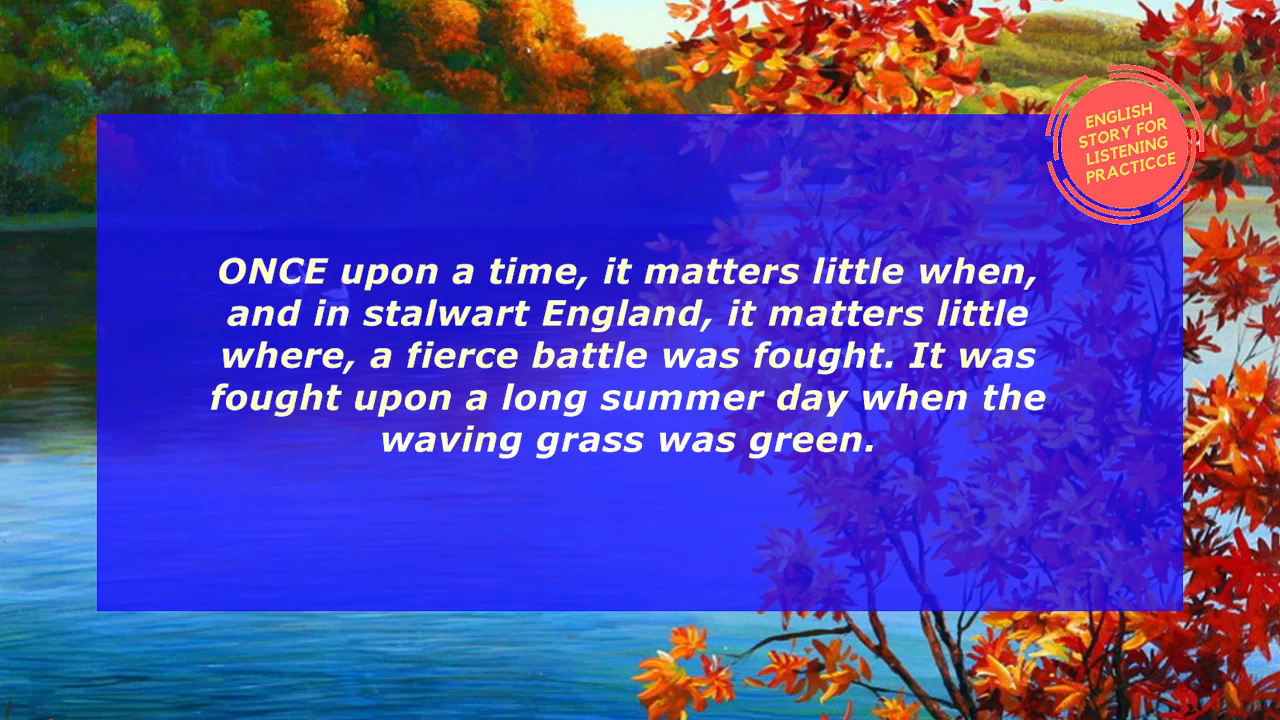 ENGLISH
STORY FOR
LISTENING
PRACTICCE
ONCE upon a time, it matters little when,
and in stalwart England, it matters little
where, a fierce battle was fought. It was
fought upon a long summer day when the
waving grass was green.